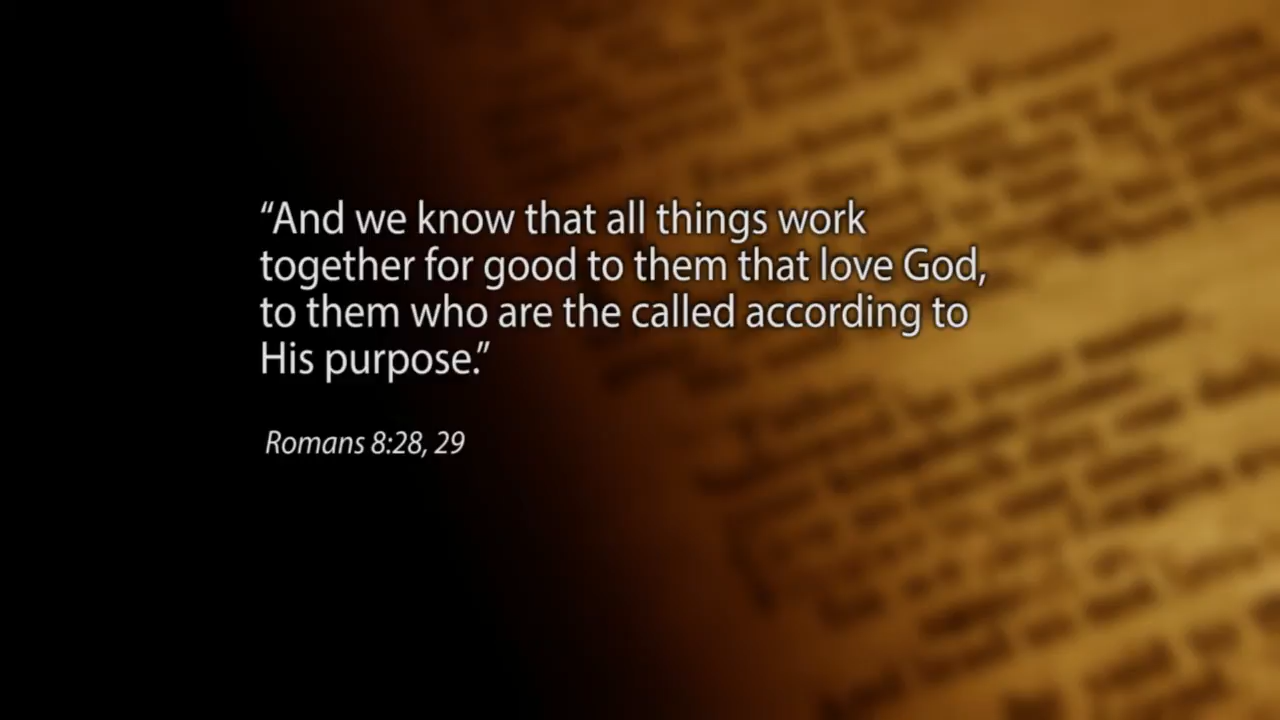 “And we know that all things work
together for good to them that love God,
to them who are the called according to
His purpose.”
Romans 8:28, 29